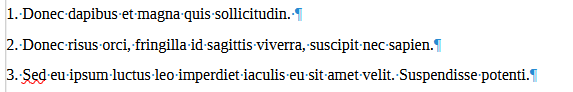 1. Donec dapibus et magna quis sollicitudin. ¶
2. Donec risus orci, fringilla id sagittis viverra, suscipit nec sapien.¶
3. Sed eu ipsum luctus leo imperdiet iaculis eu sit amet velit. Suspendisse potenti.¶